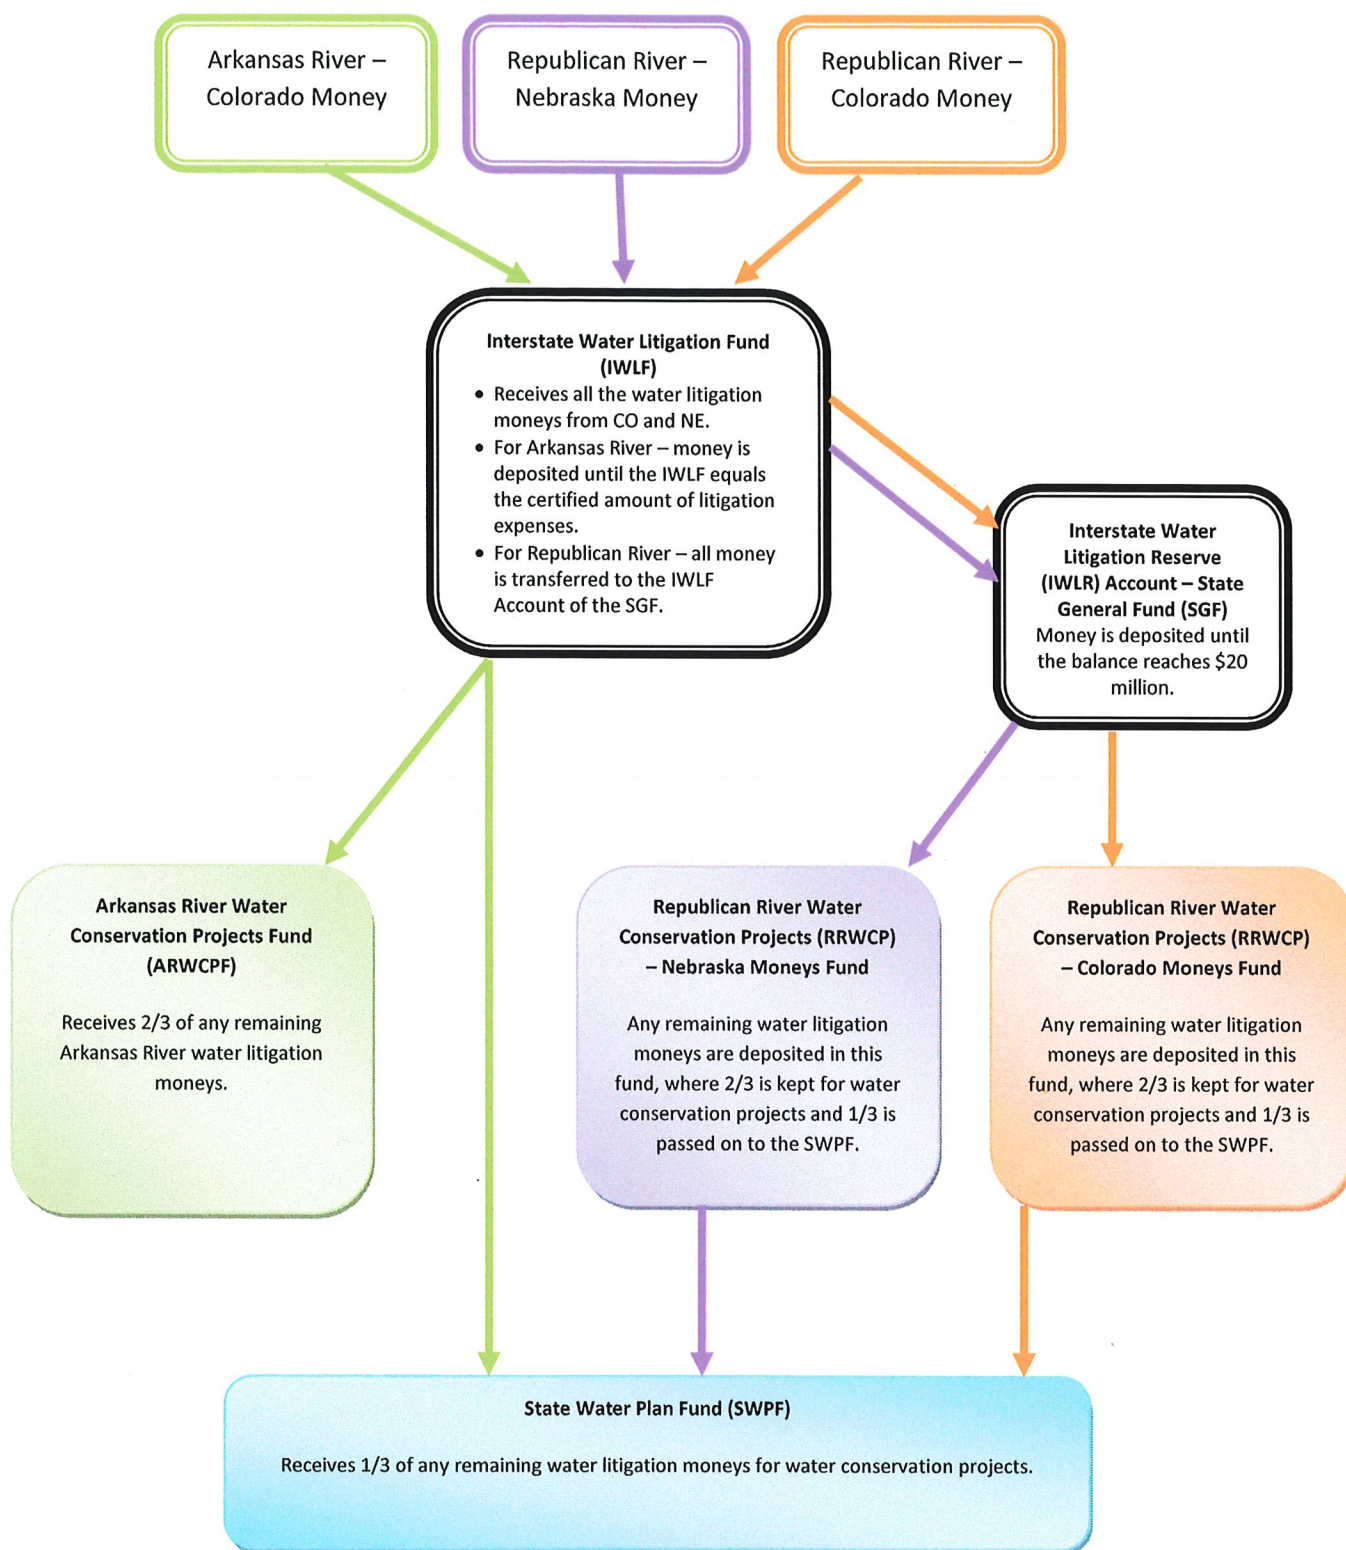 Arkansas River –
Colorado Money
Republican River –
Nebraska Money
Republican River –
Colorado Money
Interstate Water Litigation Fund
(IWLF)
• Receives all the water litigation
moneys from CO and NE.
• For Arkansas River – money is
deposited until the IWLF equals
the certified amount of litigation
expenses.
• For Republican River – all money
is transferred to the IWLF
Account of the SGF.
Interstate Water
Litigation Reserve
(IWLR) Account – State
General Fund (SGF)
Money is deposited until
the balance reaches $20
million.
Arkansas River Water
Conservation Projects Fund
(ARWCPF)
Receives 2/3 of any remaining
Arkansas River water litigation
moneys.
Republican River Water
Conservation Projects (RRWCP)
– Nebraska Moneys Fund
Any remaining water litigation
moneys are deposited in this
fund, where 2/3 is kept for water
conservation projects and 1/3 is
passed on to the SWPF.
Republican River Water
Conservation Projects (RRWCP)
– Colorado Moneys Fund
Any remaining water litigation
moneys are deposited in this
fund, where 2/3 is kept for water
conservation projects and 1/3 is
passed on to the SWPF.
State Water Plan Fund (SWPF)
Receives 1/3 of any remaining water litigation moneys for water conservation projects.